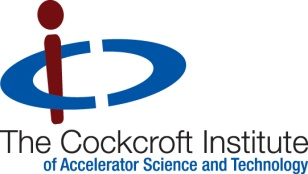 The Cockcroft Institute
of Accelerator Science and Technology